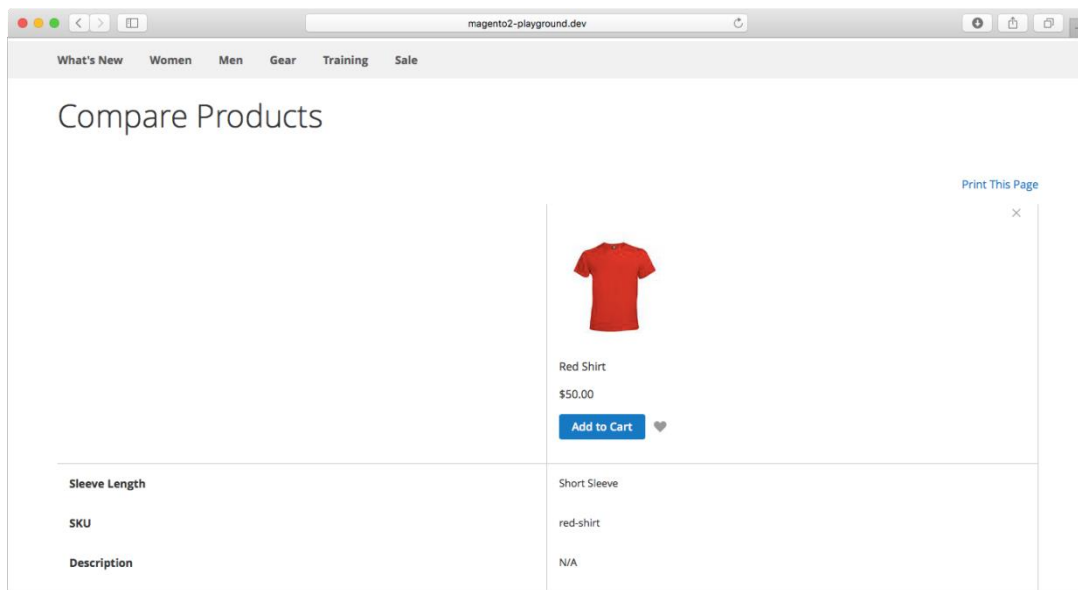 magento2-playground.dev
What's New Women Men Gear Training Sale
Compare Products
Print This Page
Red Shirt
$50.00
Add to Cart
Sleeve Length Short Sleeve
SKU red-shirt
Description N/A